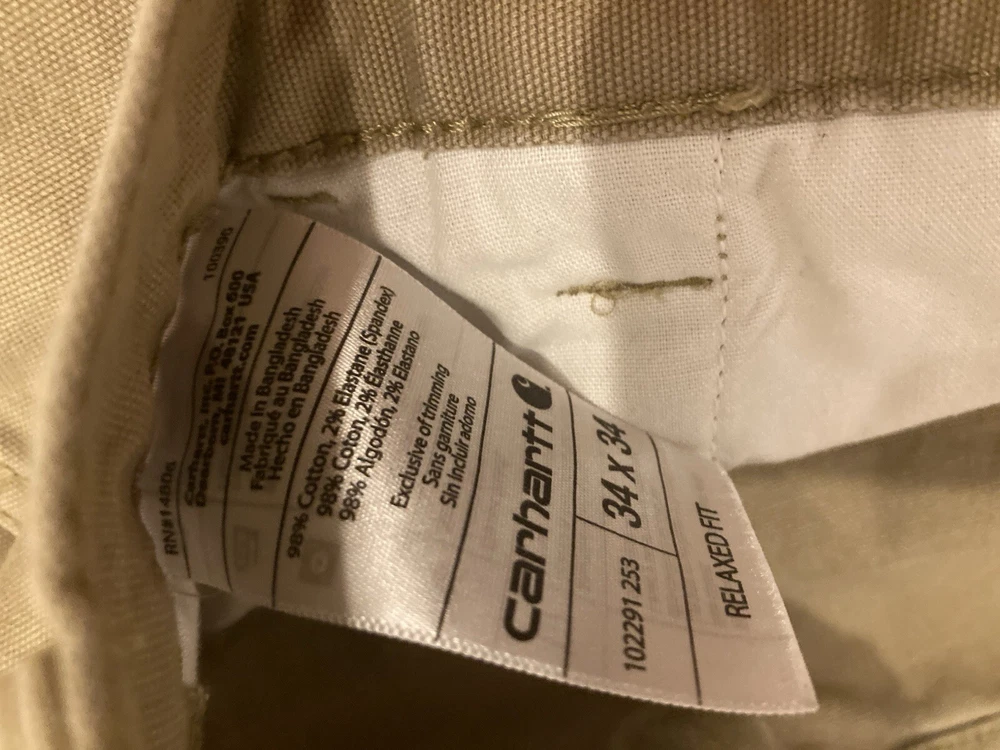 RELAXED FIT
102291 253 34 X 34
carhartt
Exclusive of trimming
Sans garniture
Sin incluir adorno
98% Cotton, 2% Elastane (Spandex)
98% Coton, 2% Élasthanne
98% Algodón, 2% Elastano
Made in Bangladesh
Fabriqué au Bangladesh
Hecho en Bangladesh
Carhartt, Inc. P.O. Box 600
Dearborn, MI 48121 USA
carhartt.com
RN#14806 100396